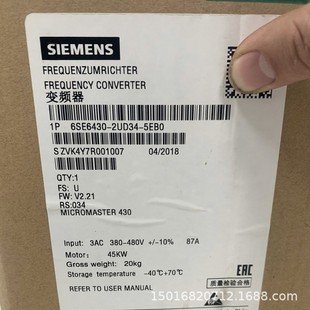 SIEMENS
FREQUENZUMRICHTER
FREQUENCY CONVERTER
变频器
1P 6SE6430-2UD34-5EB0
SZVK4Y7R001007 04/2018
QTY:1
FS: U
FW: V2.21
RS:034
MICROMASTER 430
Input: 3AC 380-480V +/-10% 87A
Motor: 45KW
Gross weight: 20kg
Storage temperature -40℃+70℃
REFER TO USER MANUAL
质量检验合格
EAC